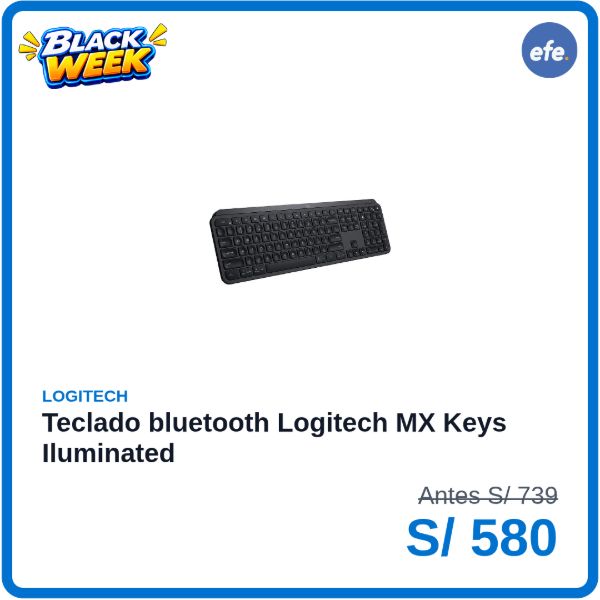 BLACK
WEEK
efe.
LOGITECH
Teclado bluetooth Logitech MX Keys
Iluminated
Antes S/ 739
S/ 580